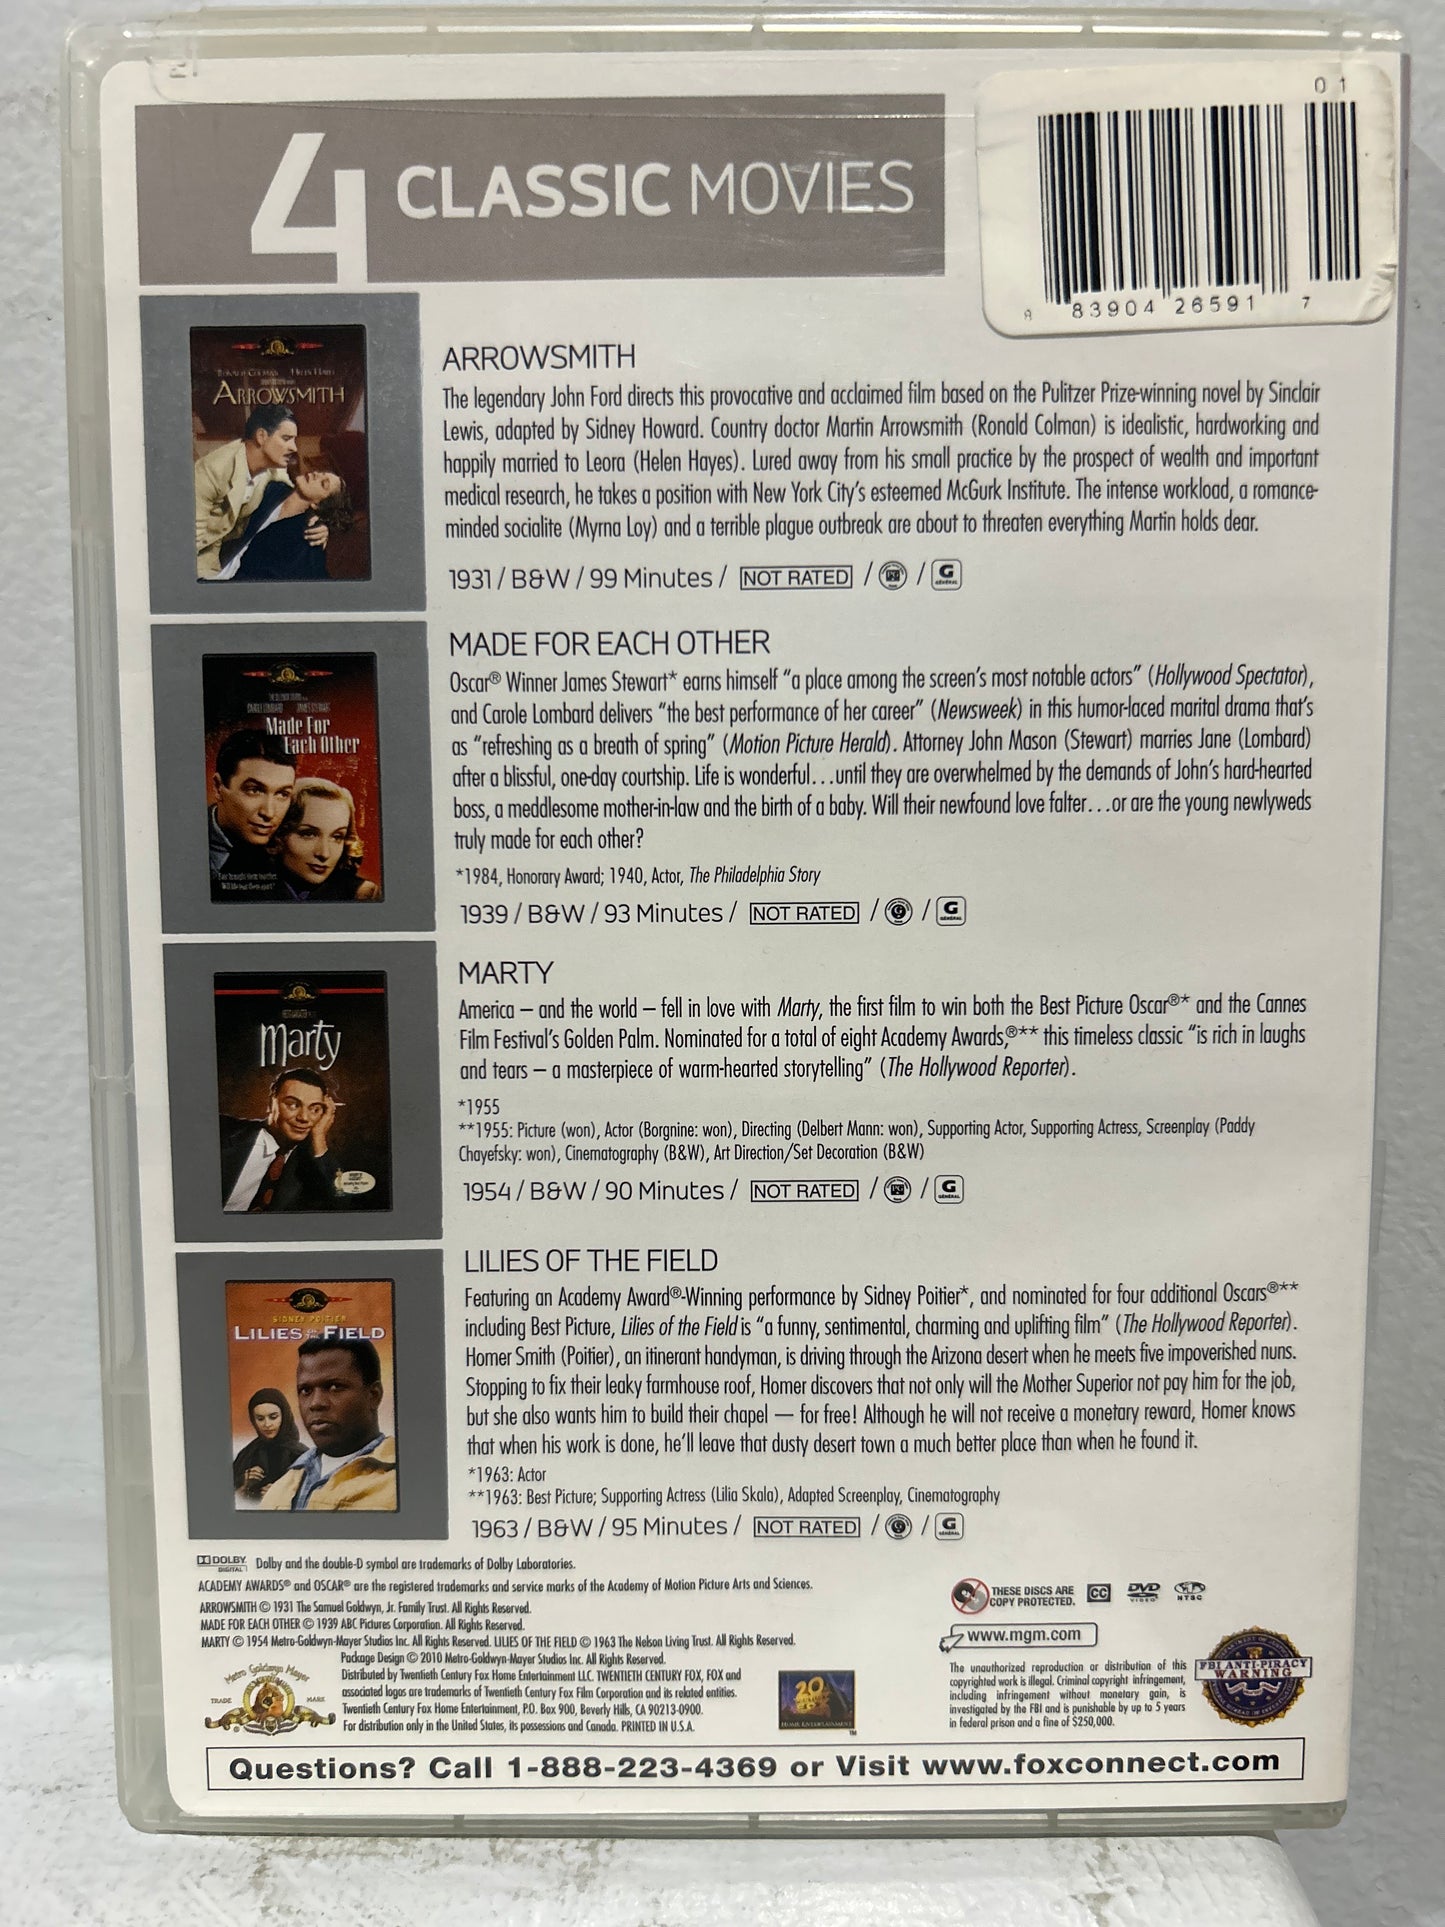 01
4 CLASSIC MOVIES
8 83904 26591 7
ARROWSMITH
The legendary John Ford directs this provocative and acclaimed film based on the Pulitzer Prize-winning novel by Sinclair
Lewis, adapted by Sidney Howard. Country doctor Martin Arrowsmith (Ronald Colman) is idealistic, hardworking and
happily married to Leora (Helen Hayes). Lured away from his small practice by the prospect of wealth and important
medical research, he takes a position with New York City's esteemed McGurk Institute. The intense workload, a romance-
minded socialite (Myrna Loy) and a terrible plague outbreak are about to threaten everything Martin holds dear.
1931 / B&W / 99 Minutes / NOT RATED / PG / G GENERAL
RONALD COLMAN HELEN HAYES
ARROWSMITH
MADE FOR EACH OTHER
Oscar® Winner James Stewart* earns himself "a place among the screen's most notable actors" (Hollywood Spectator),
and Carole Lombard delivers "the best performance of her career" (Newsweek) in this humor-laced marital drama that's
as "refreshing as a breath of spring" (Motion Picture Herald). Attorney John Mason (Stewart) marries Jane (Lombard)
after a blissful, one-day courtship. Life is wonderful...until they are overwhelmed by the demands of John's hard-hearted
boss, a meddlesome mother-in-law and the birth of a baby. Will their newfound love falter...or are the young newlyweds
truly made for each other?
*1984, Honorary Award; 1940, Actor, The Philadelphia Story
1939 / B&W / 93 Minutes / NOT RATED / G / G GENERAL
CAROLE LOMBARD JAMES STEWART
Made For
Each Other
MARTY
America – and the world – fell in love with Marty, the first film to win both the Best Picture Oscar®* and the Cannes
Film Festival's Golden Palm. Nominated for a total of eight Academy Awards,®** this timeless classic "is rich in laughs
and tears – a masterpiece of warm-hearted storytelling" (The Hollywood Reporter).
*1955
**1955: Picture (won), Actor (Borgnine: won), Directing (Delbert Mann: won), Supporting Actor, Supporting Actress, Screenplay (Paddy
Chayefsky: won), Cinematography (B&W), Art Direction/Set Decoration (B&W)
1954 / B&W / 90 Minutes / NOT RATED / PG / G GENERAL
Marty
LILIES OF THE FIELD
Featuring an Academy Award®-Winning performance by Sidney Poitier*, and nominated for four additional Oscars®**
including Best Picture, Lilies of the Field is "a funny, sentimental, charming and uplifting film" (The Hollywood Reporter).
Homer Smith (Poitier), an itinerant handyman, is driving through the Arizona desert when he meets five impoverished nuns.
Stopping to fix their leaky farmhouse roof, Homer discovers that not only will the Mother Superior not pay him for the job,
but she also wants him to build their chapel — for free! Although he will not receive a monetary reward, Homer knows
that when his work is done, he'll leave that dusty desert town a much better place than when he found it.
*1963: Actor
**1963: Best Picture; Supporting Actress (Lilia Skala), Adapted Screenplay, Cinematography
1963 / B&W / 95 Minutes / NOT RATED / G / G GENERAL
SIDNEY POITIER
LILIES OF THE FIELD
DOLBY DIGITAL Dolby and the double-D symbol are trademarks of Dolby Laboratories.
ACADEMY AWARDS® and OSCAR® are the registered trademarks and service marks of the Academy of Motion Picture Arts and Sciences.
ARROWSMITH © 1931 The Samuel Goldwyn, Jr. Family Trust. All Rights Reserved.
MADE FOR EACH OTHER © 1939 ABC Pictures Corporation. All Rights Reserved.
MARTY © 1954 Metro-Goldwyn-Mayer Studios Inc. All Rights Reserved. LILIES OF THE FIELD © 1963 The Nelson Living Trust. All Rights Reserved.
Package Design © 2010 Metro-Goldwyn-Mayer Studios Inc. All Rights Reserved.
Distributed by Twentieth Century Fox Home Entertainment LLC. TWENTIETH CENTURY FOX, FOX and
associated logos are trademarks of Twentieth Century Fox Film Corporation and its related entities.
Twentieth Century Fox Home Entertainment, P.O. Box 900, Beverly Hills, CA 90213-0900.
For distribution only in the United States, its possessions and Canada. PRINTED IN U.S.A.
Metro Goldwyn Mayer
TRADE MARK
20
HOME ENTERTAINMENT
THESE DISCS ARE
COPY PROTECTED.
CC DVD VIDEO NTSC
www.mgm.com
The unauthorized reproduction or distribution of this
copyrighted work is illegal. Criminal copyright infringement,
including infringement without monetary gain, is
investigated by the FBI and is punishable by up to 5 years
in federal prison and a fine of $250,000.
FBI ANTI-PIRACY
WARNING
Questions? Call 1-888-223-4369 or Visit www.foxconnect.com